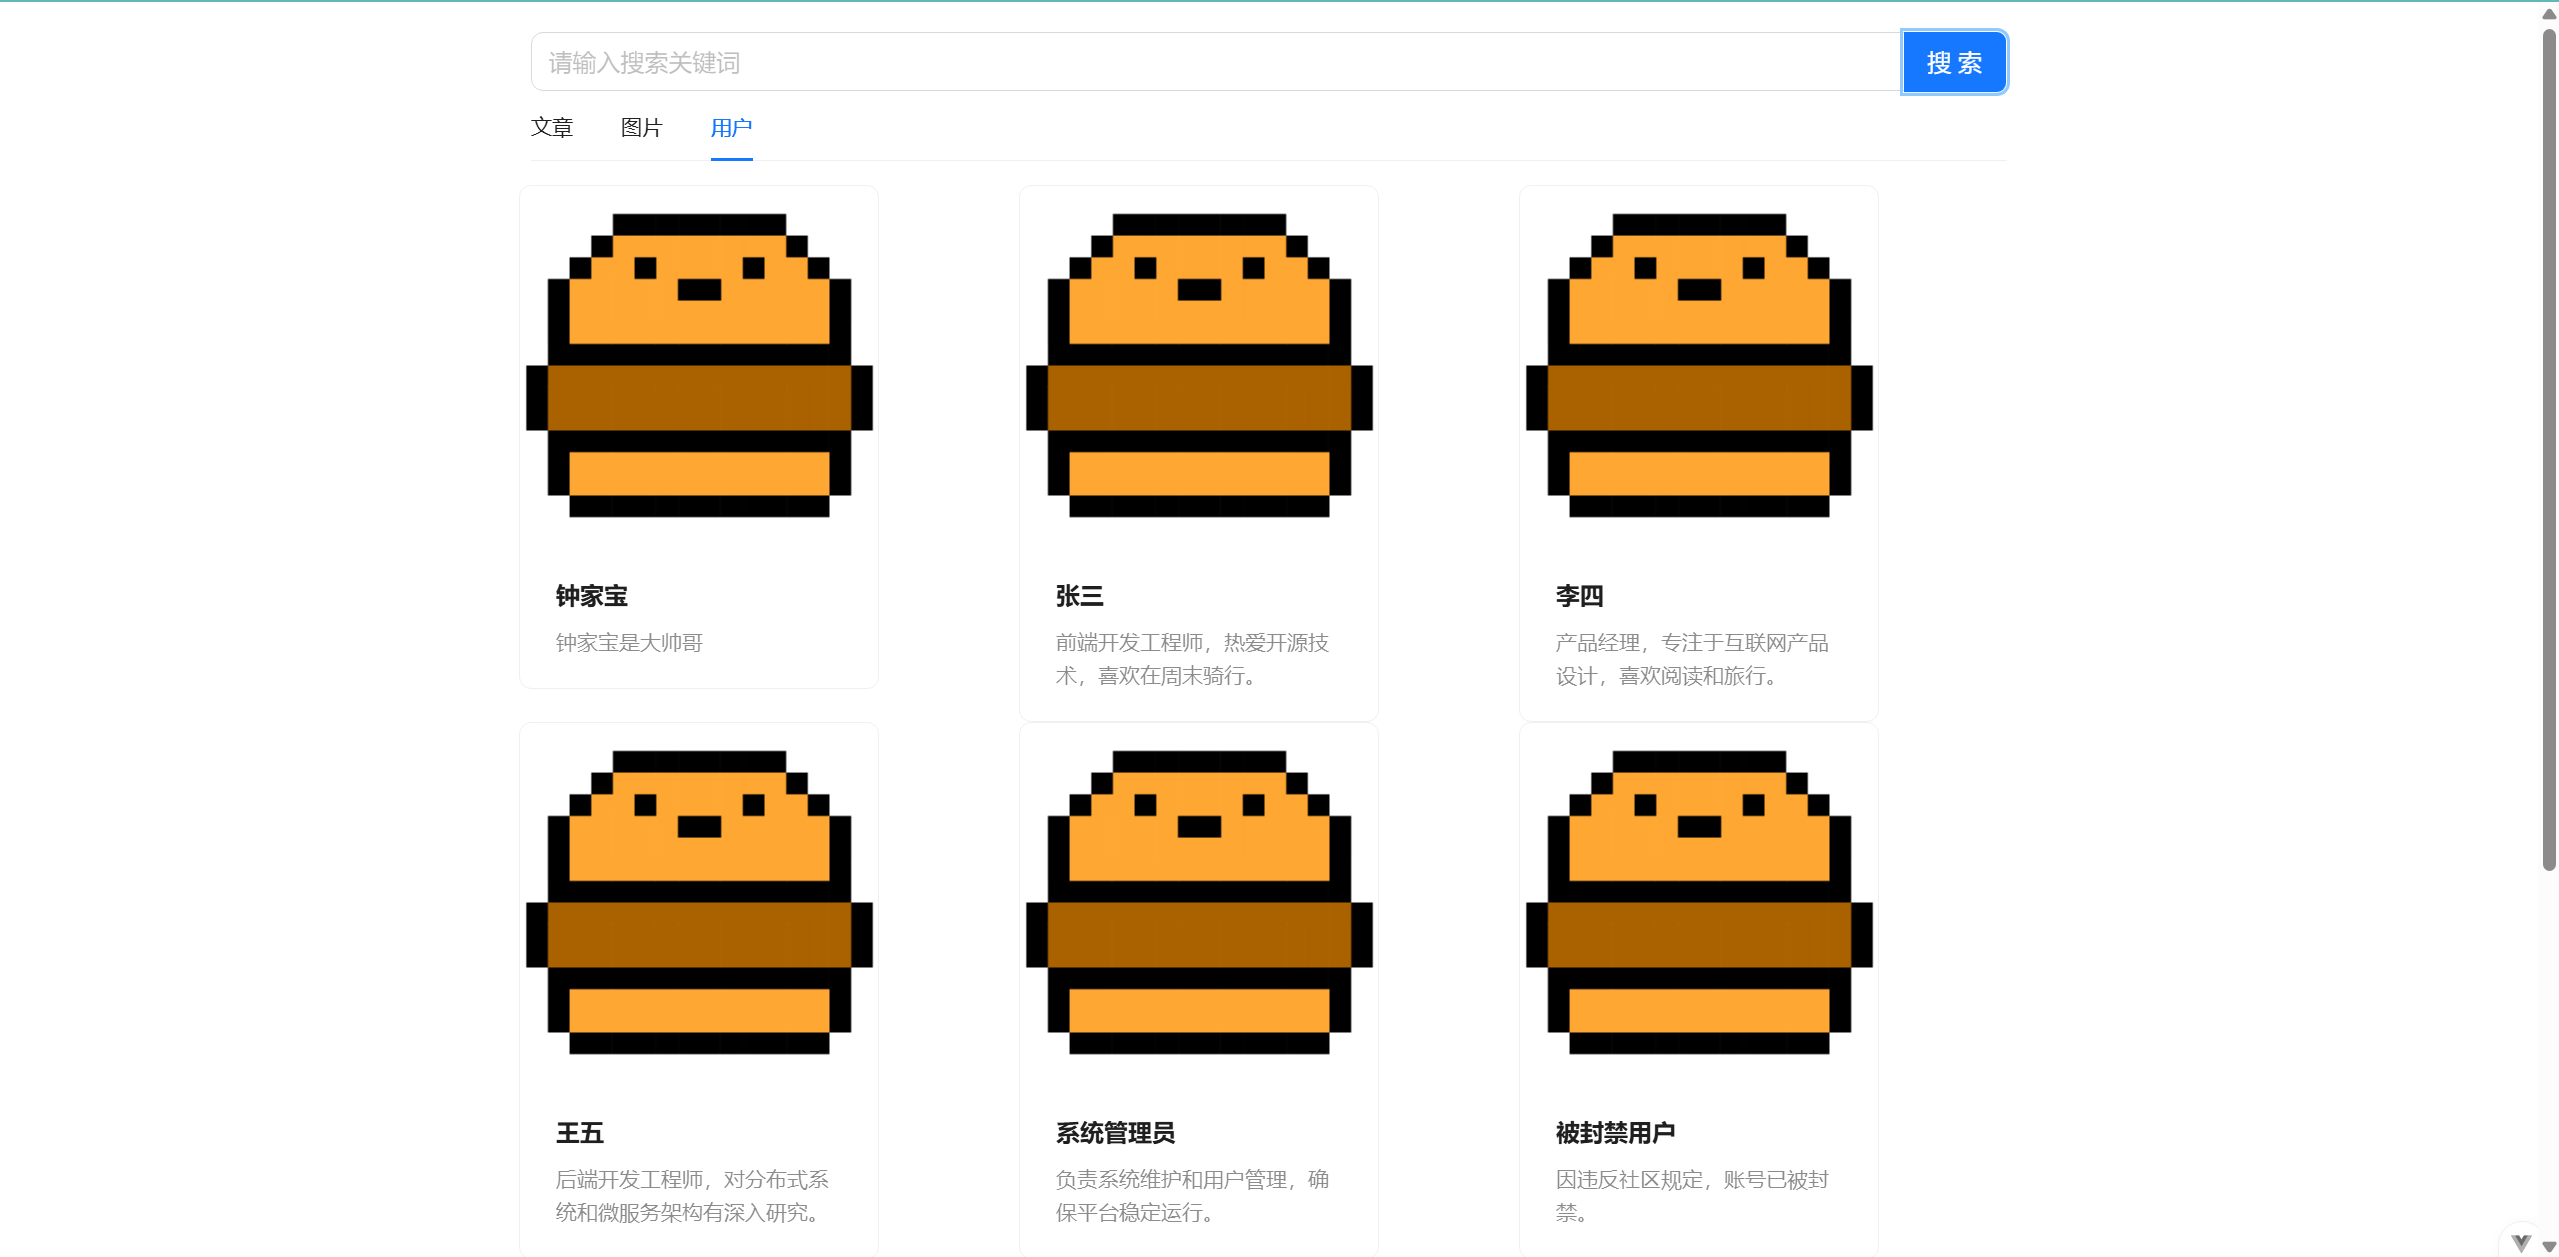 请输入搜索关键词
搜 索
文章
图片
用户
钟家宝
钟家宝是大帅哥
张三
前端开发工程师，热爱开源技
术，喜欢在周末骑行。
李四
产品经理，专注于互联网产品
设计，喜欢阅读和旅行。
王五
后端开发工程师，对分布式系
统和微服务架构有深入研究。
系统管理员
负责系统维护和用户管理，确
保平台稳定运行。
被封禁用户
因违反社区规定，账号已被封
禁。